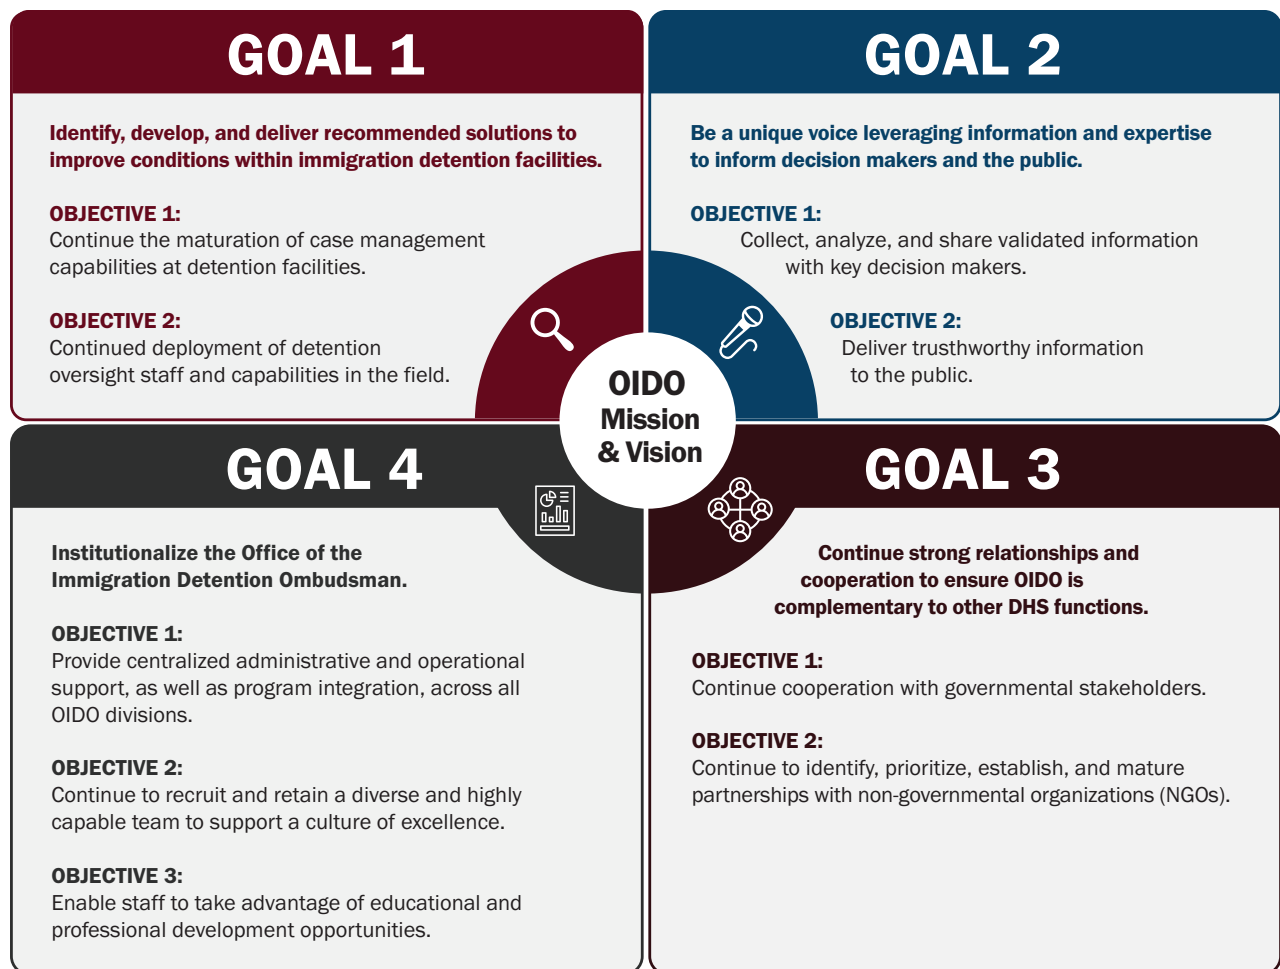 GOAL 1
Identify, develop, and deliver recommended solutions to
improve conditions within immigration detention facilities.
OBJECTIVE 1:
Continue the maturation of case management
capabilities at detention facilities.
OBJECTIVE 2:
Continued deployment of detention
oversight staff and capabilities in the field.
GOAL 2
Be a unique voice leveraging information and expertise
to inform decision makers and the public.
OBJECTIVE 1:
Collect, analyze, and share validated information
with key decision makers.
OBJECTIVE 2:
Deliver trustworthy information
to the public.
OIDO
Mission
& Vision
GOAL 4
Institutionalize the Office of the
Immigration Detention Ombudsman.
OBJECTIVE 1:
Provide centralized administrative and operational
support, as well as program integration, across all
OIDO divisions.
OBJECTIVE 2:
Continue to recruit and retain a diverse and highly
capable team to support a culture of excellence.
OBJECTIVE 3:
Enable staff to take advantage of educational and
professional development opportunities.
GOAL 3
Continue strong relationships and
cooperation to ensure OIDO is
complementary to other DHS functions.
OBJECTIVE 1:
Continue cooperation with governmental stakeholders.
OBJECTIVE 2:
Continue to identify, prioritize, establish, and mature
partnerships with non-governmental organizations (NGOs).